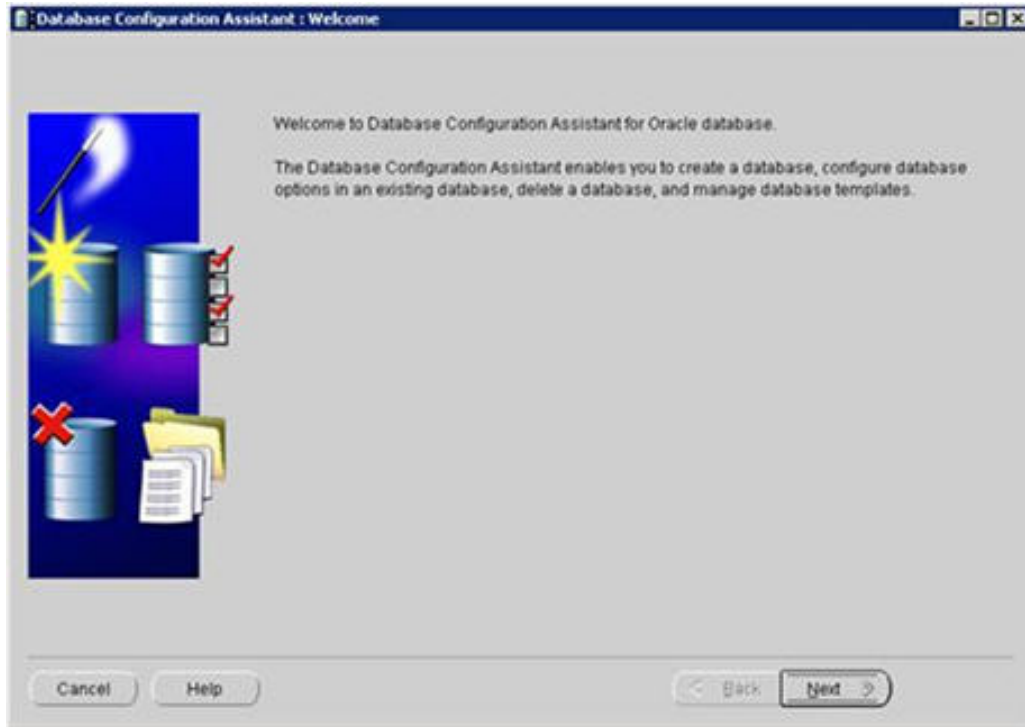 Database Configuration Assistant : Welcome
Welcome to Database Configuration Assistant for Oracle database.
The Database Configuration Assistant enables you to create a database, configure database
options in an existing database, delete a database, and manage database templates.
Cancel
Help
Back
Next